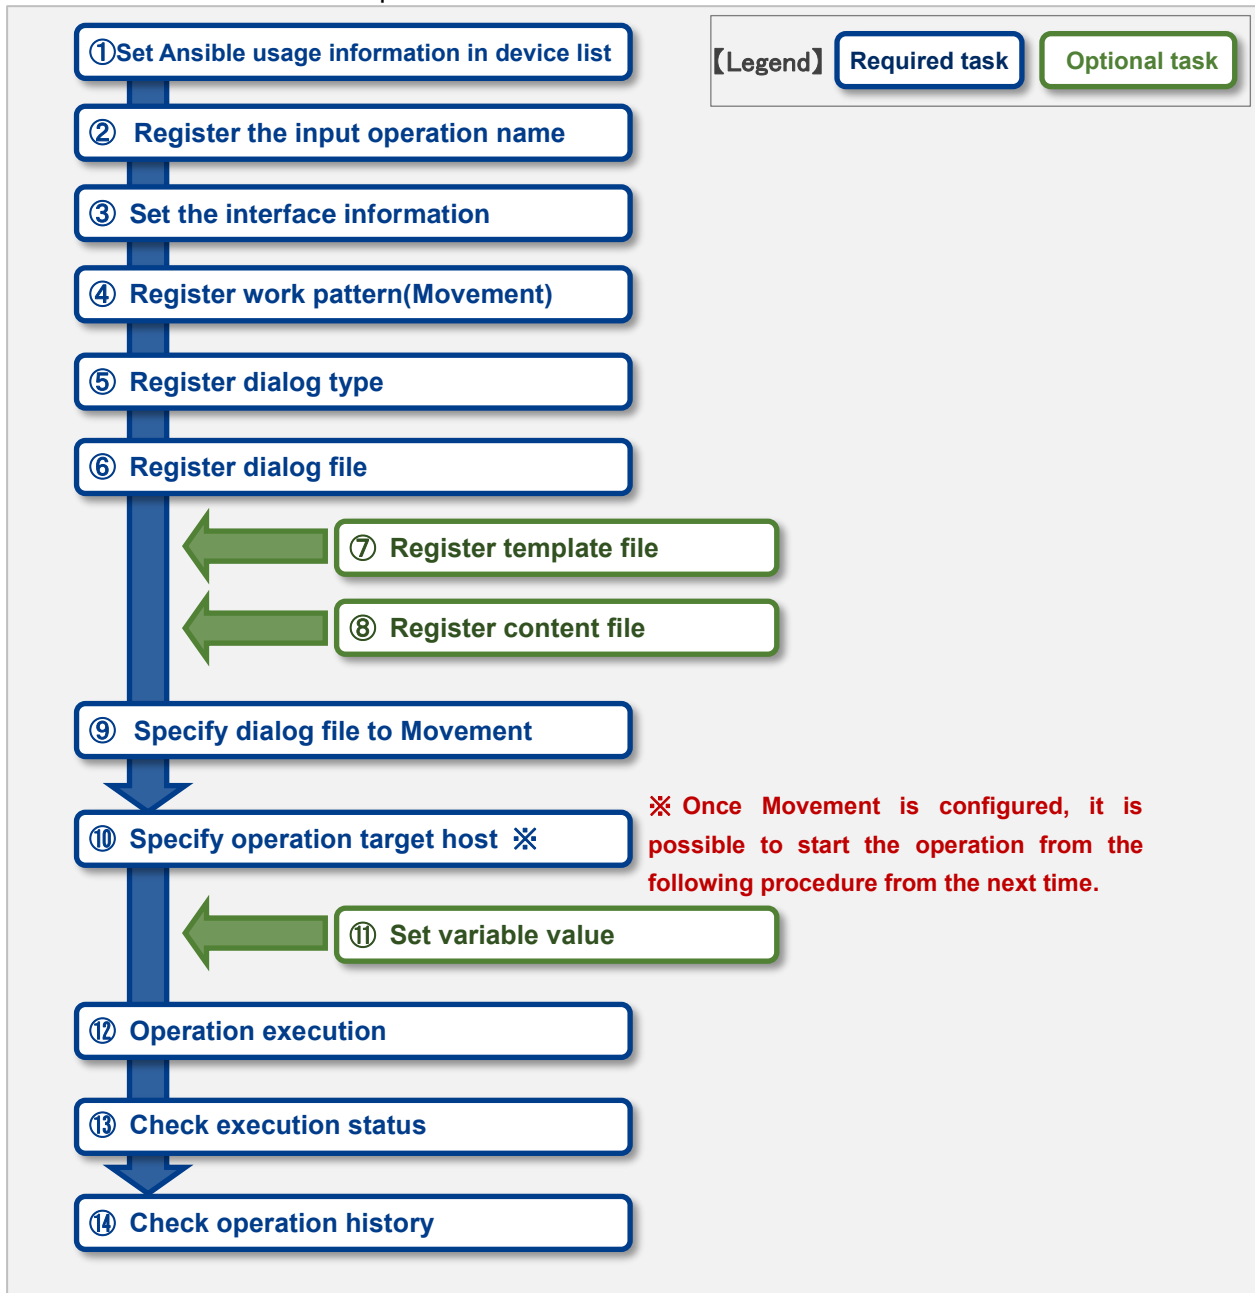 ①Set Ansible usage information in device list
【Legend】 Required task Optional task
② Register the input operation name
③ Set the interface information
④ Register work pattern(Movement)
⑤ Register dialog type
⑥ Register dialog file
⑦ Register template file
⑧ Register content file
⑨ Specify dialog file to Movement
⑩ Specify operation target host ※
※ Once Movement is configured, it is
possible to start the operation from the
following procedure from the next time.
⑪ Set variable value
⑫ Operation execution
⑬ Check execution status
⑭ Check operation history